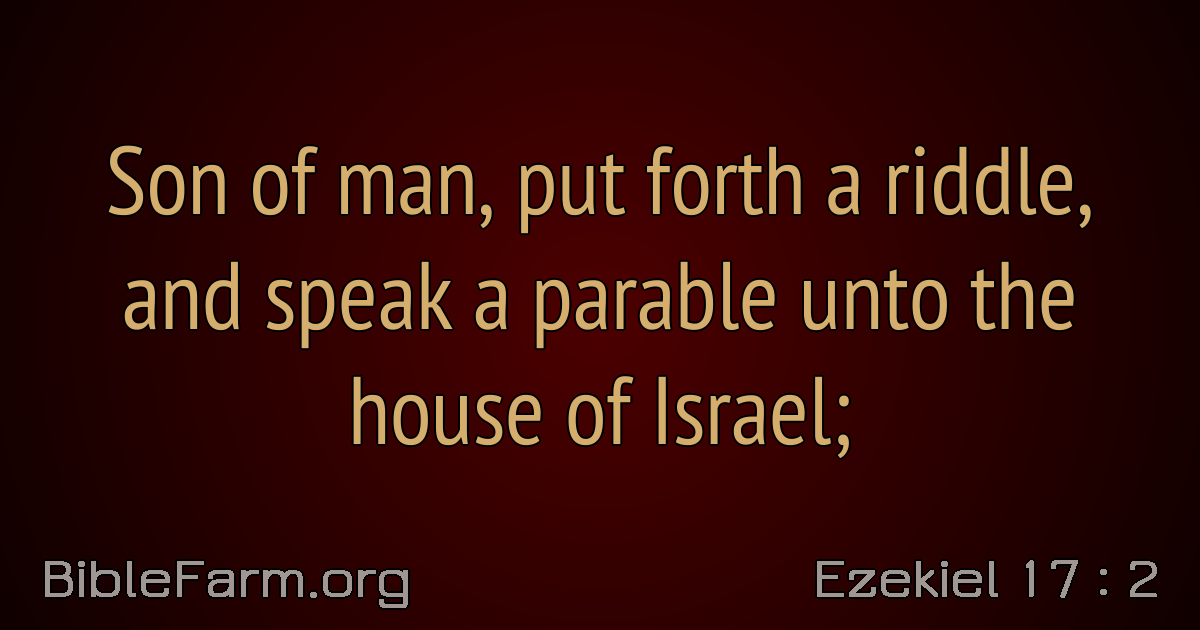 Son of man, put forth a riddle,
and speak a parable unto the
house of Israel;
BibleFarm.org
Ezekiel 17 : 2